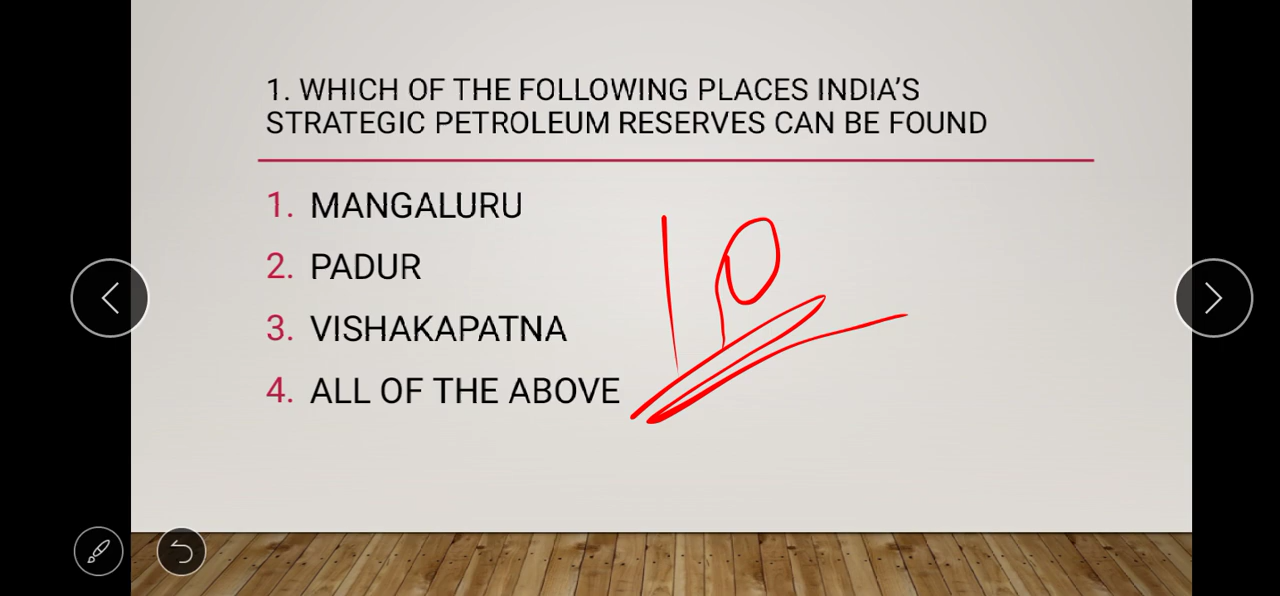 1. WHICH OF THE FOLLOWING PLACES INDIA'S
STRATEGIC PETROLEUM RESERVES CAN BE FOUND
1. MANGALURU
2. PADUR
3. VISHAKAPATNA
4. ALL OF THE ABOVE